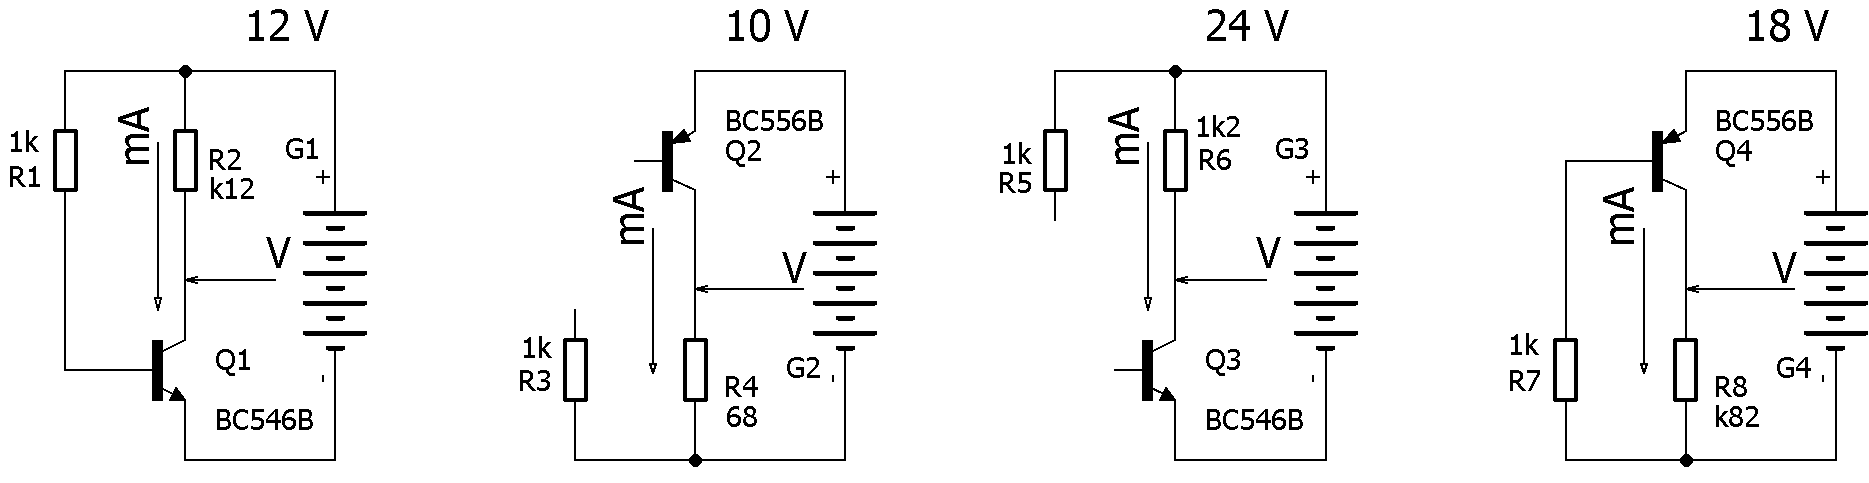 12 V
1k
R1
mA
R2
k12
G1
+
V
Q1
BC546B
-
10 V
BC556B
Q2
+
mA
V
1k
R3
R4
68
G2
-
24 V
1k
R5
mA
1k2
R6
G3
+
V
Q3
BC546B
-
18 V
BC556B
Q4
+
mA
V
1k
R7
R8
k82
G4
-